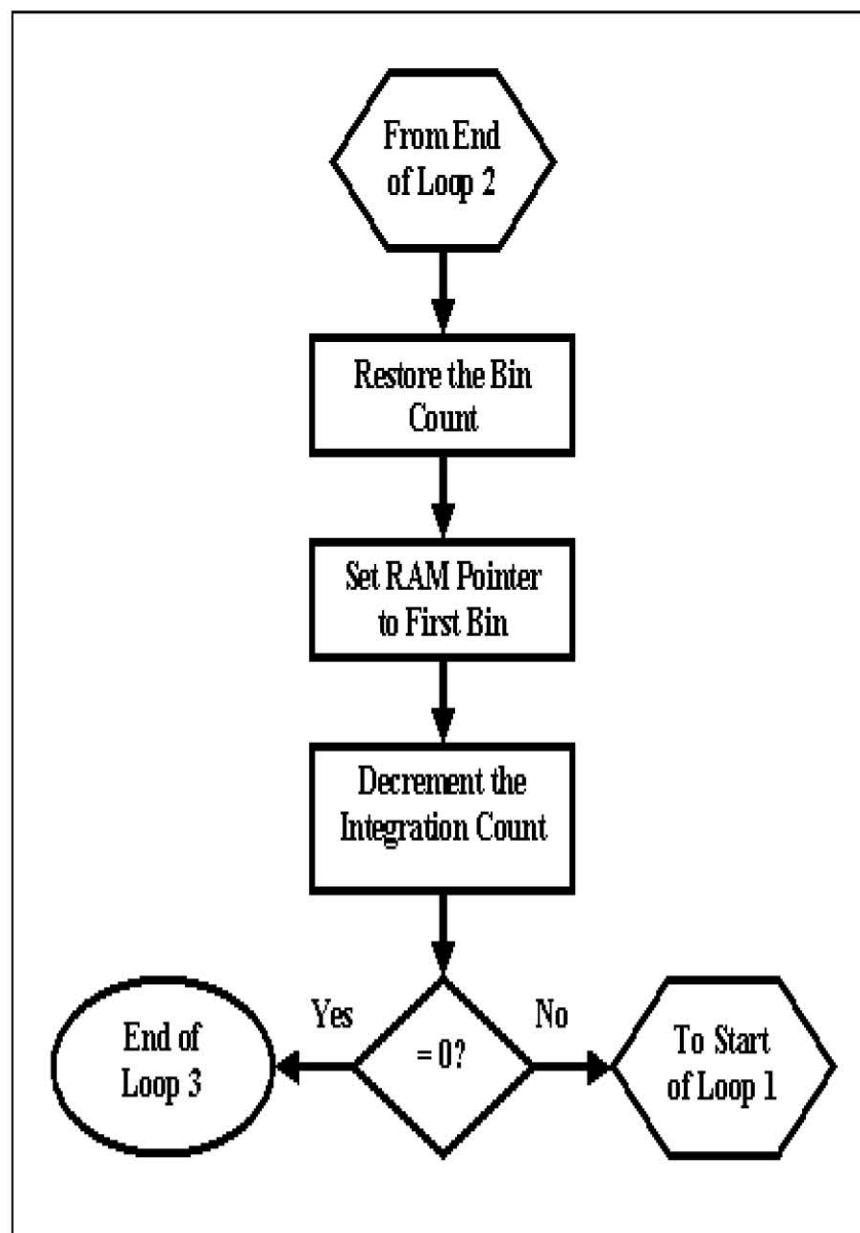 From End
of Loop 2
Restore the Bin
Count
Set RAM Pointer
to First Bin
Decrement the
Integration Count
= 0?
Yes
No
End of
Loop 3
To Start
of Loop 1